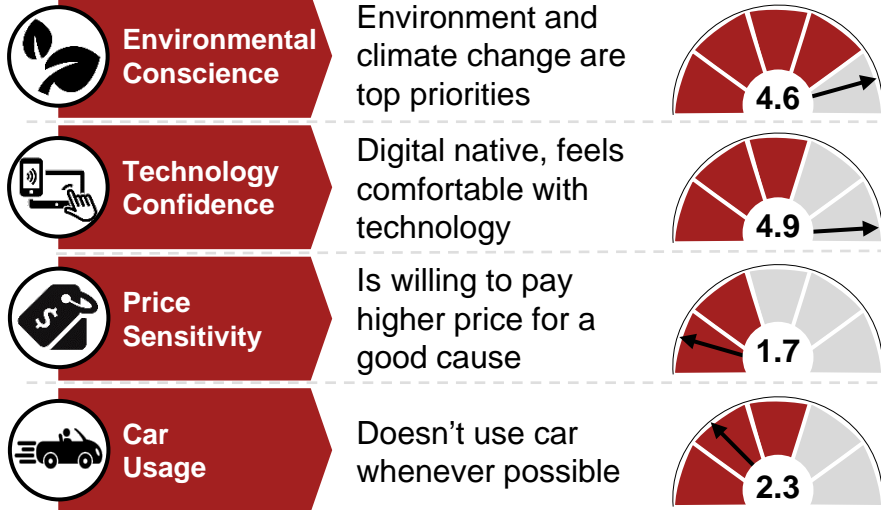 Environmental
Conscience
Environment and
climate change are
top priorities
4.6
Technology
Confidence
Digital native, feels
comfortable with
technology
4.9
$
Price
Sensitivity
Is willing to pay
higher price for a
good cause
1.7
Car
Usage
Doesn’t use car
whenever possible
2.3